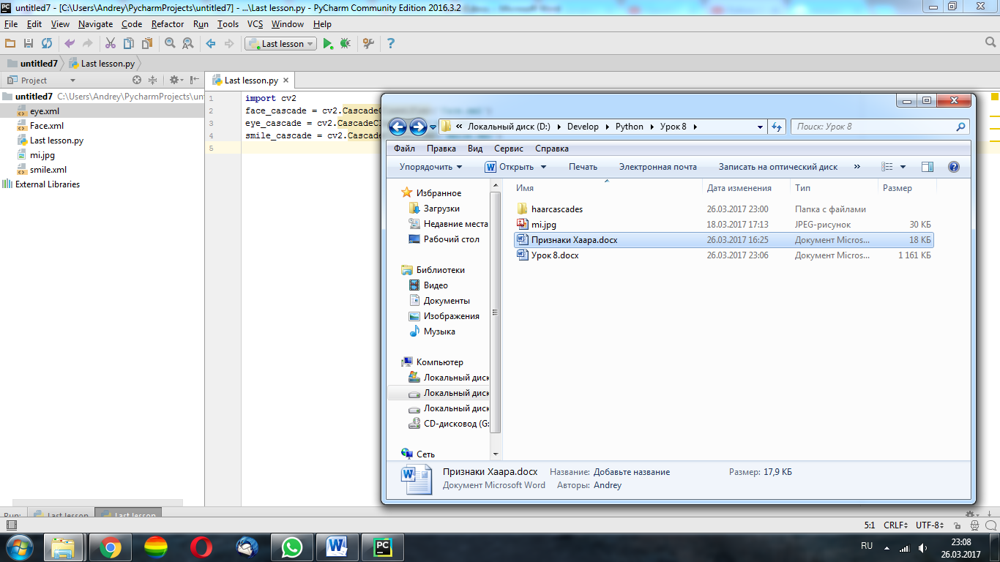 untitled7 - [C:\Users\Andrey\PycharmProjects\untitled7] - ...\Last lesson.py - PyCharm Community Edition 2016.3.2
File Edit View Navigate Code Refactor Run Tools VCS Window Help
Last lesson
untitled7 Last lesson.py
Project
Last lesson.py
untitled7 C:\Users\Andrey\PycharmProjects\un
eye.xml
Face.xml
Last lesson.py
mi.jpg
smile.xml
External Libraries
1 import cv2
2 face_cascade = cv2.CascadeC
3 eye_cascade = cv2.CascadeCl
4 smile_cascade = cv2.Cascade
5
« Локальный диск (D:) Develop Python Урок 8
Поиск: Урок 8
Файл Правка Вид Сервис Справка
Упорядочить Открыть Печать Электронная почта Записать на оптический диск »
Избранное
Загрузки
Недавние места
Рабочий стол
Библиотеки
Видео
Документы
Изображения
Музыка
Компьютер
Локальный диск
Локальный диск
Локальный диск
CD-дисковод (G:
Сеть
Имя Дата изменения Тип Размер
haarcascades 26.03.2017 23:00 Папка с файлами
mi.jpg 18.03.2017 17:13 JPEG-рисунок 30 КБ
Признаки Хаара.docx 26.03.2017 16:25 Документ Micros... 18 КБ
Урок 8.docx 26.03.2017 23:06 Документ Micros... 1 161 КБ
Признаки Хаара.docx Название: Добавьте название Размер: 17,9 КБ
Документ Microsoft Word Авторы: Andrey
Run: Last lesson Last lesson
5:1 CRLF UTF-8
RU
23:08
26.03.2017